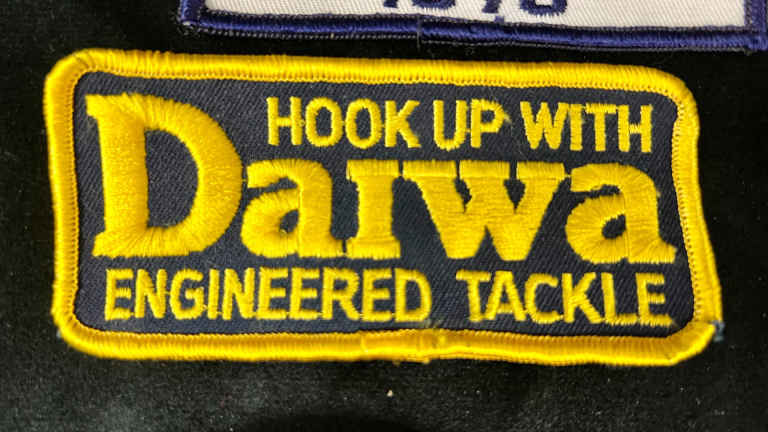 HOOK UP WITH
Daiwa
ENGINEERED TACKLE